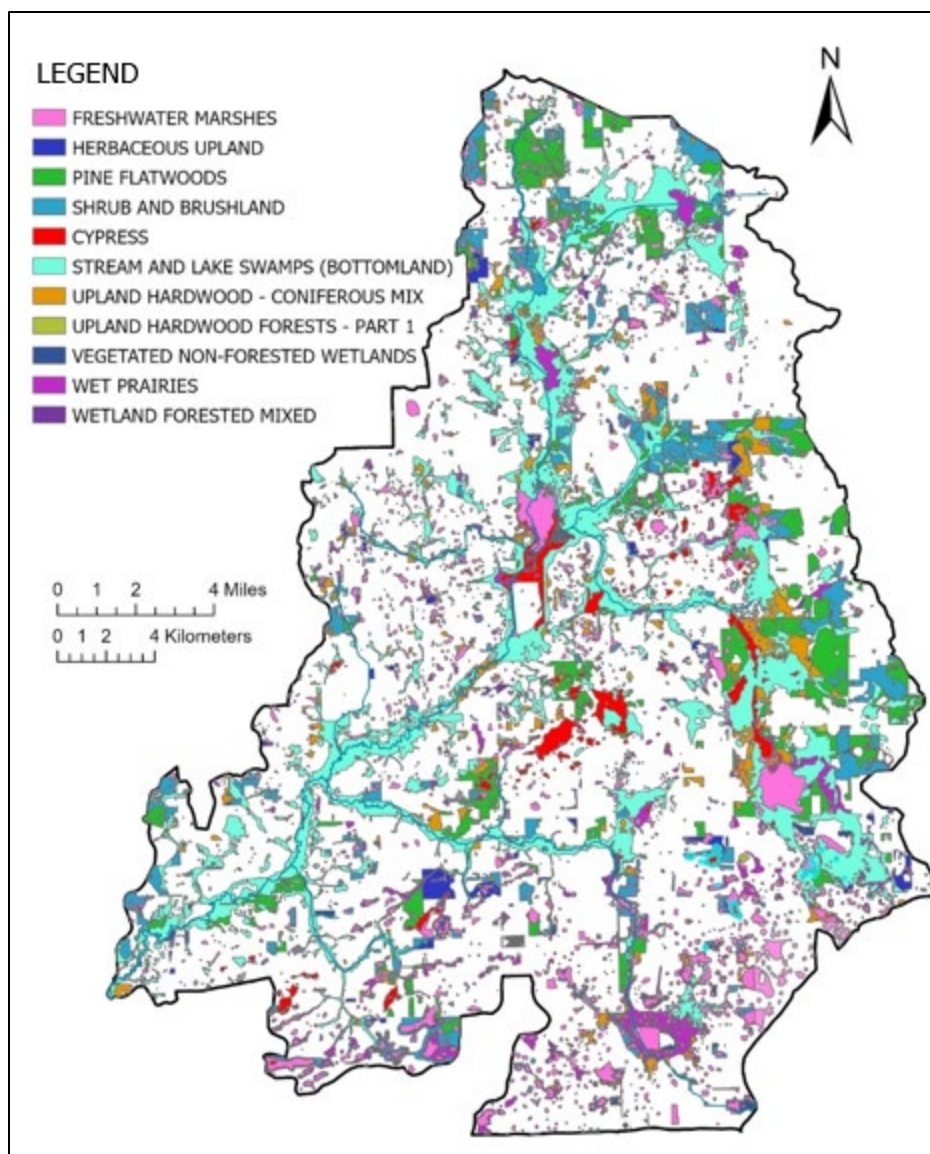 N
LEGEND
FRESHWATER MARSHES
HERBACEOUS UPLAND
PINE FLATWOODS
SHRUB AND BRUSHLAND
CYPRESS
STREAM AND LAKE SWAMPS (BOTTOMLAND)
UPLAND HARDWOOD - CONIFEROUS MIX
UPLAND HARDWOOD FORESTS - PART 1
VEGETATED NON-FORESTED WETLANDS
WET PRAIRIES
WETLAND FORESTED MIXED
0 1 2 4 Miles
0 1 2 4 Kilometers